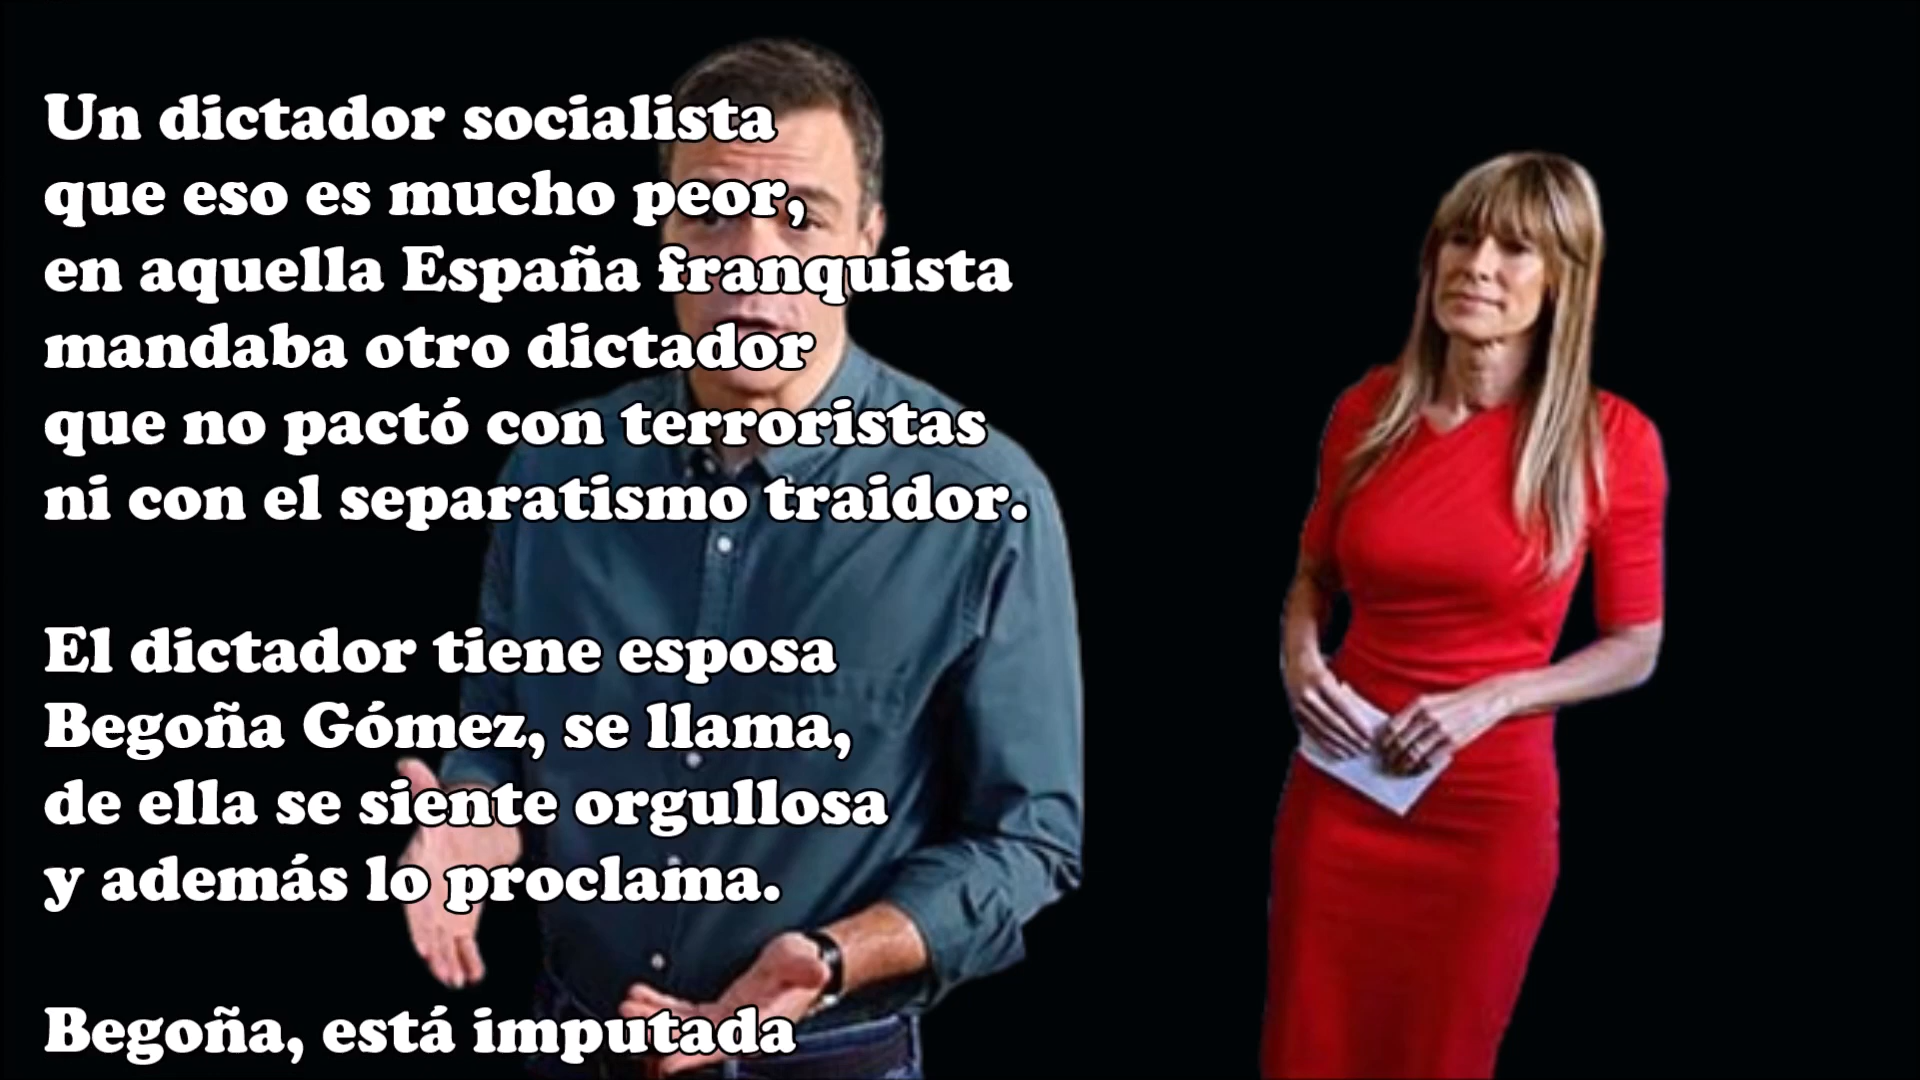 Un dictador socialista
que eso es mucho peor,
en aquella España franquista
mandaba otro dictador
que no pactó con terroristas
ni con el separatismo traidor.
El dictador tiene esposa
Begoña Gómez, se llama,
de ella se siente orgullosa
y además lo proclama.
Begoña, está imputada